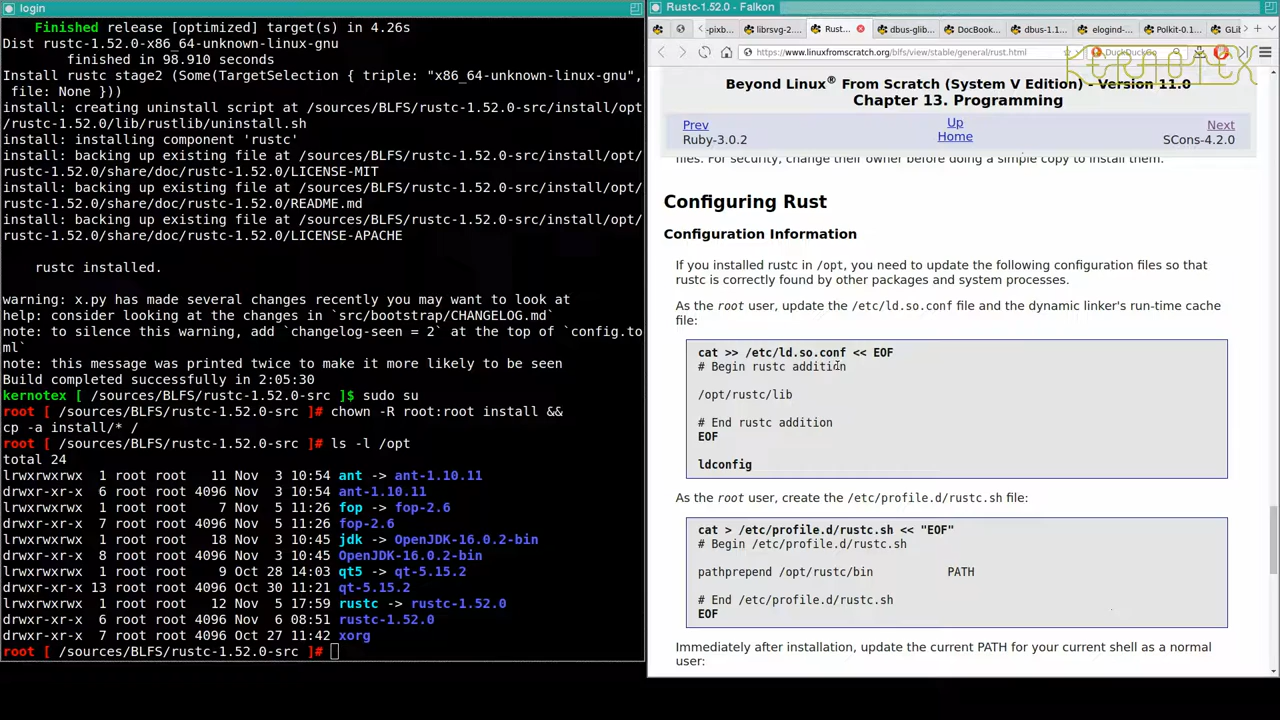 login
Finished release [optimized] target(s) in 4.26s
Dist rustc-1.52.0-x86_64-unknown-linux-gnu
finished in 98.910 seconds
Install rustc stage2 (Some(TargetSelection { triple: "x86_64-unknown-linux-gnu",
file: None }))
install: creating uninstall script at /sources/BLFS/rustc-1.52.0-src/install/opt
/rustc-1.52.0/lib/rustlib/uninstall.sh
install: installing component 'rustc'
install: backing up existing file at /sources/BLFS/rustc-1.52.0-src/install/opt/
rustc-1.52.0/share/doc/rustc-1.52.0/LICENSE-MIT
install: backing up existing file at /sources/BLFS/rustc-1.52.0-src/install/opt/
rustc-1.52.0/share/doc/rustc-1.52.0/README.md
install: backing up existing file at /sources/BLFS/rustc-1.52.0-src/install/opt/
rustc-1.52.0/share/doc/rustc-1.52.0/LICENSE-APACHE
rustc installed.
warning: x.py has made several changes recently you may want to look at
help: consider looking at the changes in `src/bootstrap/CHANGELOG.md`
note: to silence this warning, add `changelog-seen = 2` at the top of `config.to
ml`
note: this message was printed twice to make it more likely to be seen
Build completed successfully in 2:05:30
kernotex [ /sources/BLFS/rustc-1.52.0-src ]$ sudo su
root [ /sources/BLFS/rustc-1.52.0-src ]# chown -R root:root install &&
cp -a install/* /
root [ /sources/BLFS/rustc-1.52.0-src ]# ls -l /opt
total 24
lrwxrwxrwx 1 root root 11 Nov 3 10:54 ant -> ant-1.10.11
drwxr-xr-x 6 root root 4096 Nov 3 10:54 ant-1.10.11
lrwxrwxrwx 1 root root 7 Nov 5 11:26 fop -> fop-2.6
drwxr-xr-x 7 root root 4096 Nov 5 11:26 fop-2.6
lrwxrwxrwx 1 root root 18 Nov 3 10:45 jdk -> OpenJDK-16.0.2-bin
drwxr-xr-x 8 root root 4096 Nov 3 10:45 OpenJDK-16.0.2-bin
lrwxrwxrwx 1 root root 9 Oct 28 14:03 qt5 -> qt-5.15.2
drwxr-xr-x 13 root root 4096 Oct 30 11:21 qt-5.15.2
lrwxrwxrwx 1 root root 12 Nov 5 17:59 rustc -> rustc-1.52.0
drwxr-xr-x 6 root root 4096 Nov 6 08:51 rustc-1.52.0
drwxr-xr-x 7 root root 4096 Oct 27 11:42 xorg
root [ /sources/BLFS/rustc-1.52.0-src ]#
Rustc-1.52.0 - Falkon
-pixb... librsvg-2... Rust... dbus-glib... DocBook... dbus-1.1... elogind-... Polkit-0.1... GLi
https://www.linuxfromscratch.org/blfs/view/stable/general/rust.html DuckDuckGo
KERNOTEX
Beyond Linux® From Scratch (System V Edition) - Version 11.0
Chapter 13. Programming
Prev Up Next
Ruby-3.0.2 Home SCons-4.2.0
files. For security, change their owner before doing a simple copy to install them.
Configuring Rust
Configuration Information
If you installed rustc in /opt, you need to update the following configuration files so that
rustc is correctly found by other packages and system processes.
As the root user, update the /etc/ld.so.conf file and the dynamic linker's run-time cache
file:
cat >> /etc/ld.so.conf << EOF
# Begin rustc addition
/opt/rustc/lib
# End rustc addition
EOF
ldconfig
As the root user, create the /etc/profile.d/rustc.sh file:
cat > /etc/profile.d/rustc.sh << "EOF"
# Begin /etc/profile.d/rustc.sh
pathprepend /opt/rustc/bin PATH
# End /etc/profile.d/rustc.sh
EOF
Immediately after installation, update the current PATH for your current shell as a normal
user: